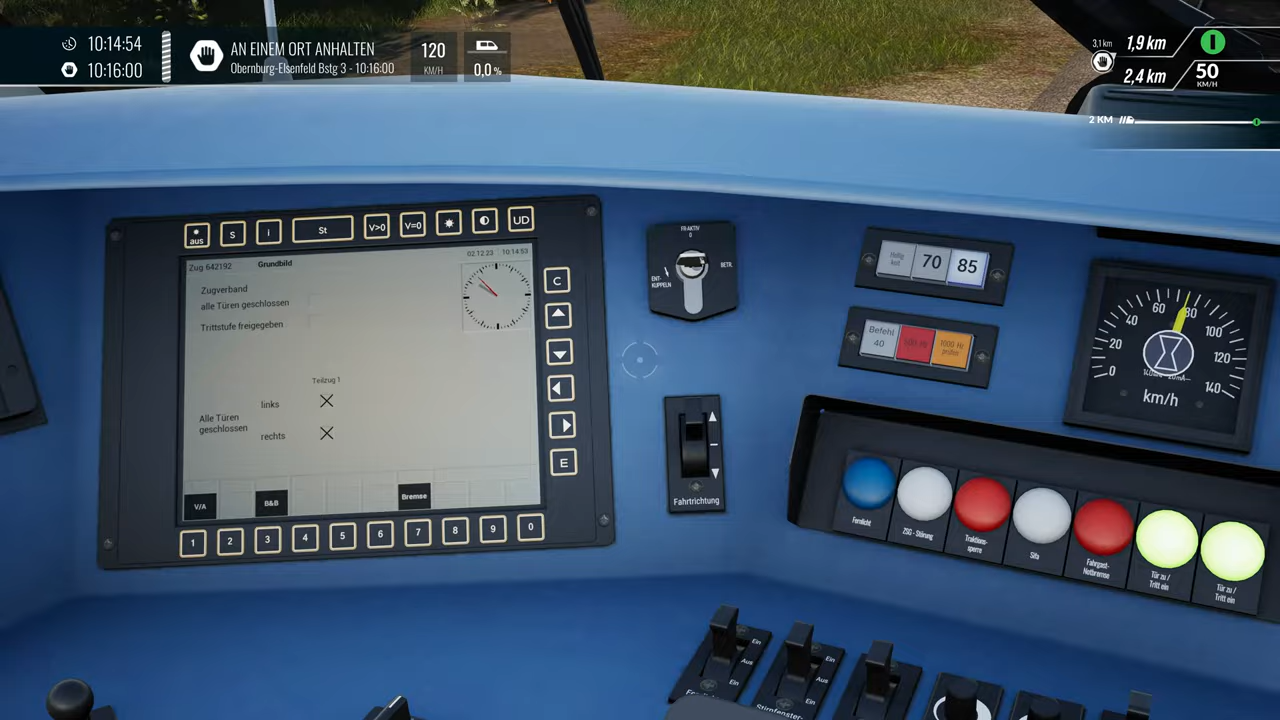 10:14:54
10:16:00
AN EINEM ORT ANHALTEN
Obernburg-Elsenfeld Bstg 3 - 10:16:00
120
KM/H
0,0 %
3,1 km
1,9 km
2,4 km
50
KM/H
2 KM
aus
S
i
St
V>0
V=0
UD
Zug 642192
Grundbild
02.12.23
10:14:53
Zugverband
alle Türen geschlossen
Trittstufe freigegeben
Teilzug 1
Alle Türen
geschlossen
links
rechts
V/A
B&B
Bremse
1
2
3
4
5
6
7
8
9
0
C
E
FRAKTIV
0
ENT-
KUPPELN
BETR.
Fahrtrichtung
70
85
Befehl
40
500 Hz
1000 Hz
0
20
40
60
80
100
120
140
km/h
Fernlicht
ZSG - Störung
Traktions-
sperre
Sifa
Fahrgast-
Notbremse
Tür zu /
Tritt ein
Tür zu /
Tritt ein
Ein
Aus
Ein
Ein
Aus
Ein
Stirnfenster-